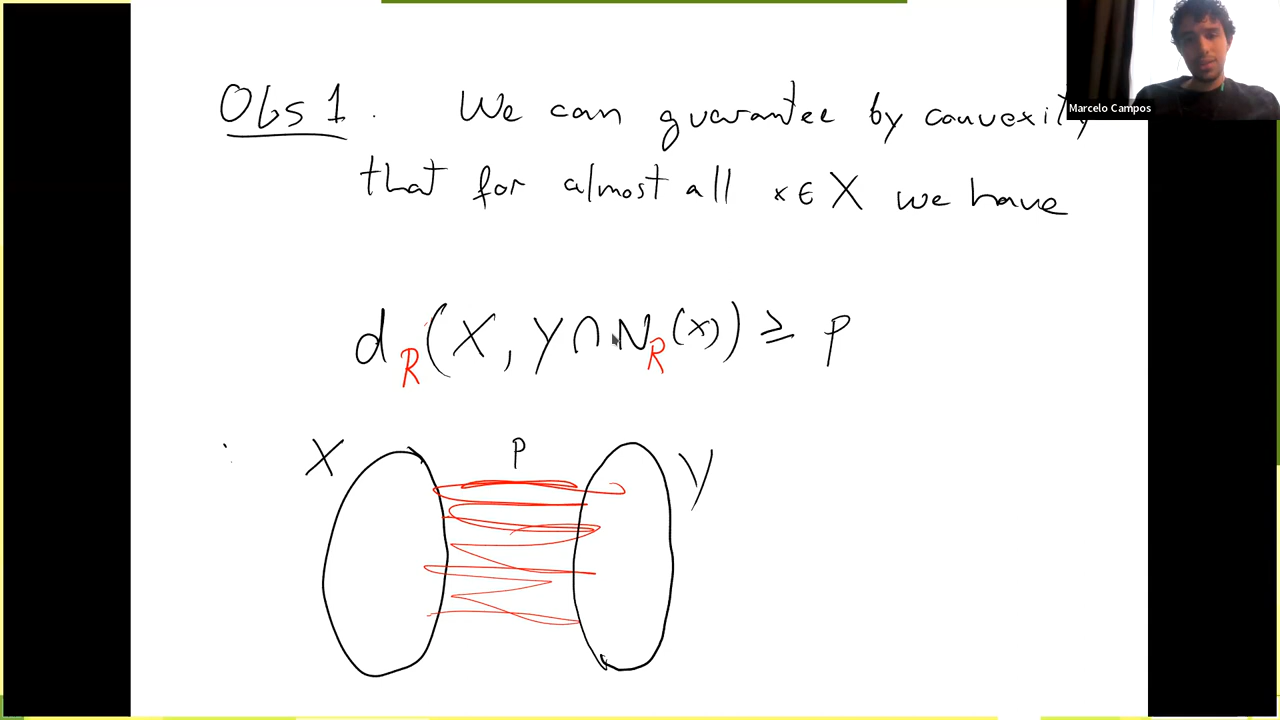 Obs 1. We can guarantee by convexity
Marcelo Campos
that for almost all x ∈ X we have
d_R(X, Y ∩ N_R(x)) ≥ p
X p Y